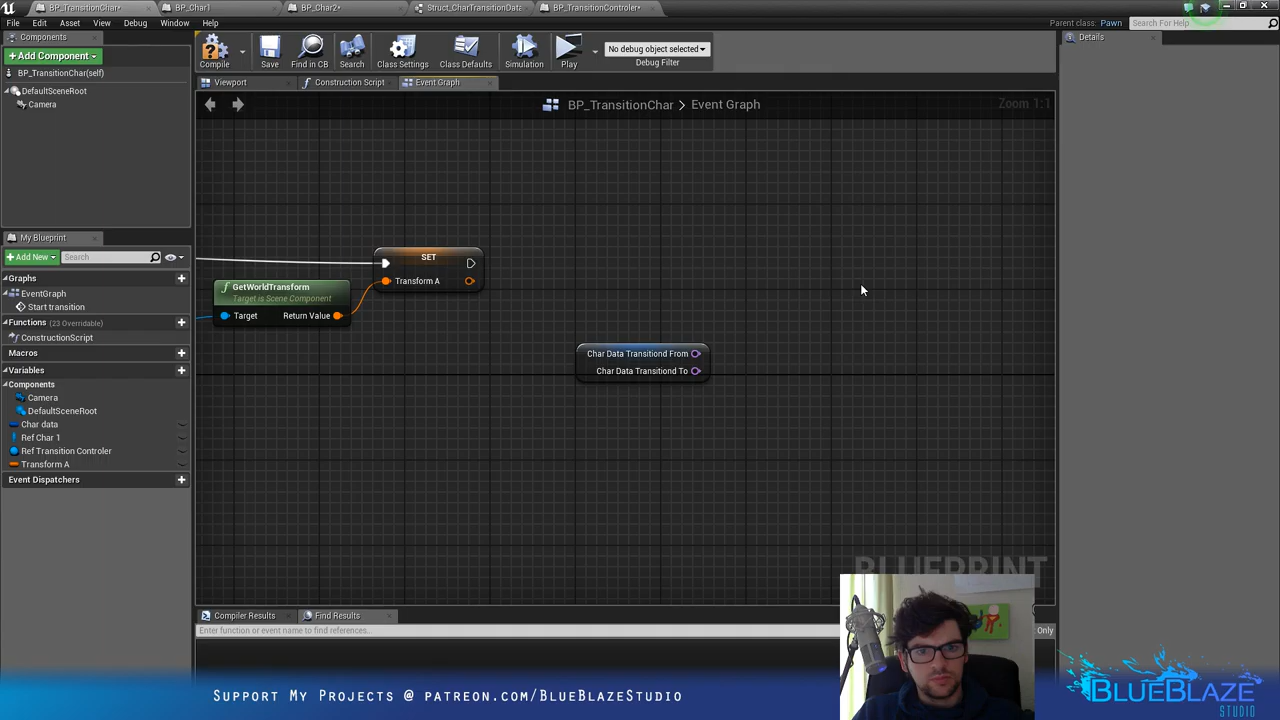 BP_TransitionChar*
BP_Char1
BP_Char2*
Struct_CharTransitionDate
BP_TransitionControler*
File
Edit
Asset
View
Debug
Window
Help
Parent class: Pawn
Search For Help
Components
+Add Component
BP_TransitionChar(self)
DefaultSceneRoot
Camera
Compile
Save
Find in CB
Search
Class Settings
Class Defaults
Simulation
Play
No debug object selected
Debug Filter
Details
Viewport
Construction Script
Event Graph
BP_TransitionChar > Event Graph
Zoom 1:1
My Blueprint
+Add New
Search
Graphs
EventGraph
Start transition
Functions (23 Overridable)
ConstructionScript
Macros
Variables
Components
Camera
DefaultSceneRoot
Char data
Ref Char 1
Ref Transition Controler
Transform A
Event Dispatchers
SET
Transform A
GetWorldTransform
Target is Scene Component
Target
Return Value
Char Data Transitiond From
Char Data Transitiond To
BLUEPRINT
Compiler Results
Find Results
Enter function or event name to find references...
Only
Support My Projects @ patreon.com/BlueBlazeStudio
BlueBlaze
Studio